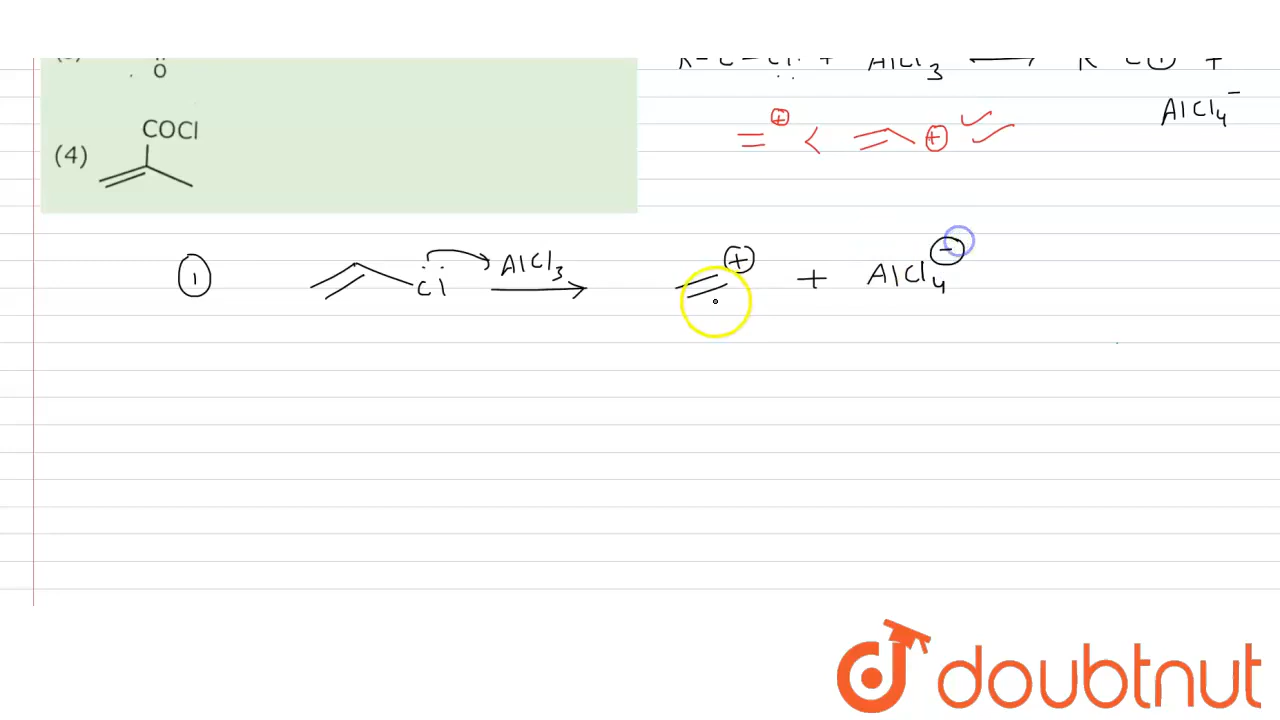 O
COCl
(4)
AlCl3
+
AlCl4-
+ < +
1 Cl AlCl3 + + AlCl4 -
doubtnut